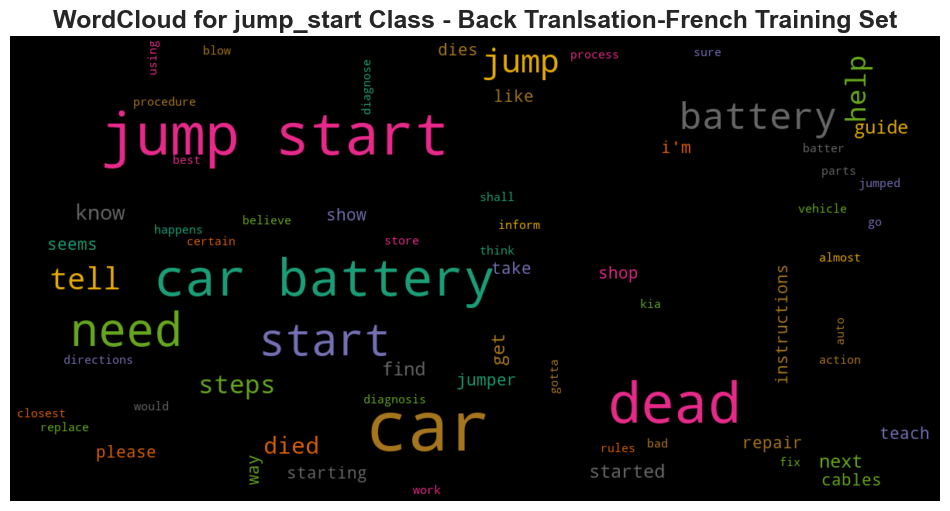 WordCloud for jump_start Class - Back Tranlsation-French Training Set
using
blow
dies
jump
process
sure
diagnose
help
procedure
like
battery
guide
jump start
best
i'm
batter
parts
jumped
know
believe
show
shall
vehicle
go
happens
inform
seems
certain
store
think
almost
tell
car battery
take
shop
instructions
kia
need
start
get
auto
directions
find
action
steps
jumper
gotta
dead
closest
would
diagnosis
car
replace
please
died
rules
bad
repair
teach
way
starting
started
fix
next
cables
work